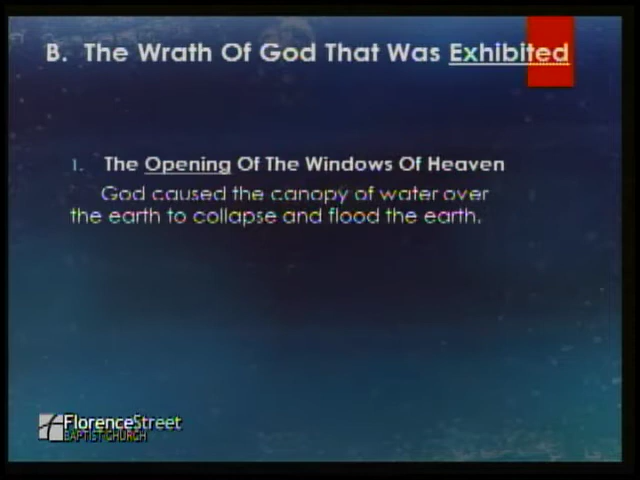 B. The Wrath Of God That Was Exhibited
1. The Opening Of The Windows Of Heaven
God caused the canopy of water over
the earth to collapse and flood the earth.
FlorenceStreet
BAPTIST CHURCH